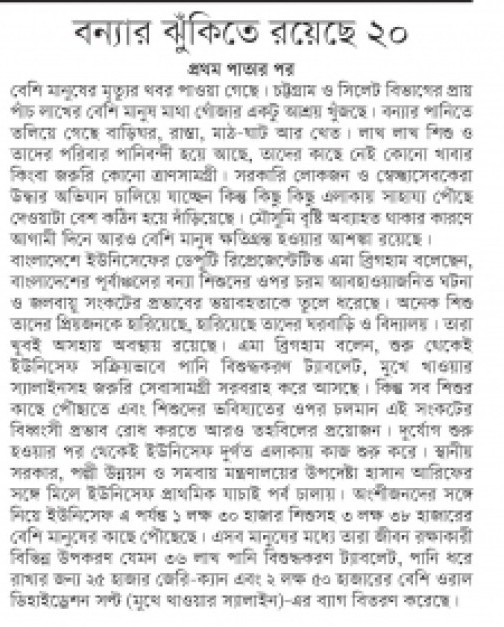 বন্যার ঝুঁকিতে রয়েছে ২০
প্রথম পাতার পর
বেশি মানুষের মৃত্যুর খবর পাওয়া গেছে। চট্টগ্রাম ও সিলেট বিভাগের প্রায়
পাঁচ লাখের বেশি মানুষ মাথা গোঁজার একটু আশ্রয় খুঁজছে। বন্যার পানিতে
তলিয়ে গেছে বাড়িঘর, রাস্তা, মাঠ-ঘাট আর খেত। লাখ লাখ শিশু ও
তাদের পরিবার পানিবন্দী হয়ে আছে, তাদের কাছে নেই কোনো খাবার
কিংবা জরুরি কোনো ত্রাণসামগ্রী। সরকারি লোকজন ও স্বেচ্ছাসেবকেরা
উদ্ধার অভিযান চালিয়ে যাচ্ছেন কিন্তু কিছু কিছু এলাকায় সাহায্য পৌঁছে
দেওয়াটা বেশ কঠিন হয়ে দাঁড়িয়েছে। মৌসুমি বৃষ্টি অব্যাহত থাকার কারণে
আগামী দিনে আরও বেশি মানুষ ক্ষতিগ্রস্ত হওয়ার আশঙ্কা রয়েছে।
বাংলাদেশে ইউনিসেফের ডেপুটি রিপ্রেজেন্টেটিভ এমা ব্রিগহাম বলেছেন,
বাংলাদেশের পূর্বাঞ্চলের বন্যা শিশুদের ওপর চরম আবহাওয়াজনিত ঘটনা
ও জলবায়ু সংকটের প্রভাবের ভয়াবহতাকে তুলে ধরেছে। অনেক শিশু
তাদের প্রিয়জনকে হারিয়েছে, হারিয়েছে তাদের ঘরবাড়ি ও বিদ্যালয়। তারা
খুবই অসহায় অবস্থায় রয়েছে। এমা ব্রিগহাম বলেন, শুরু থেকেই
ইউনিসেফ সক্রিয়ভাবে পানি বিশুদ্ধকরণ ট্যাবলেট, মুখে খাওয়ার
স্যালাইনসহ জরুরি সেবাসামগ্রী সরবরাহ করে আসছে। কিন্তু সব শিশুর
কাছে পৌঁছাতে এবং শিশুদের ভবিষ্যতের ওপর চলমান এই সংকটের
বিধ্বংসী প্রভাব রোধ করতে আরও তহবিলের প্রয়োজন। দুর্যোগ শুরু
হওয়ার পর থেকেই ইউনিসেফ দুর্গত এলাকায় কাজ শুরু করে। স্থানীয়
সরকার, পল্লী উন্নয়ন ও সমবায় মন্ত্রণালয়ের উপদেষ্টা হাসান আরিফের
সঙ্গে মিলে ইউনিসেফ প্রাথমিক যাচাই পর্ব চালায়। অংশীজনদের সঙ্গে
নিয়ে ইউনিসেফ এ পর্যন্ত ১ লক্ষ ৩০ হাজার শিশুসহ ৩ লক্ষ ৩৮ হাজারের
বেশি মানুষের কাছে পৌঁছেছে। এসব মানুষের মধ্যে তারা জীবন রক্ষাকারী
বিভিন্ন উপকরণ যেমন ৩৬ লাখ পানি বিশুদ্ধকরণ ট্যাবলেট, পানি ধরে
রাখার জন্য ২৫ হাজার জেরি-ক্যান এবং ২ লক্ষ ৫০ হাজারের বেশি ওরাল
ডিহাইড্রেশন সল্ট (মুখে খাওয়ার স্যালাইন)-এর ব্যাগ বিতরণ করেছে।